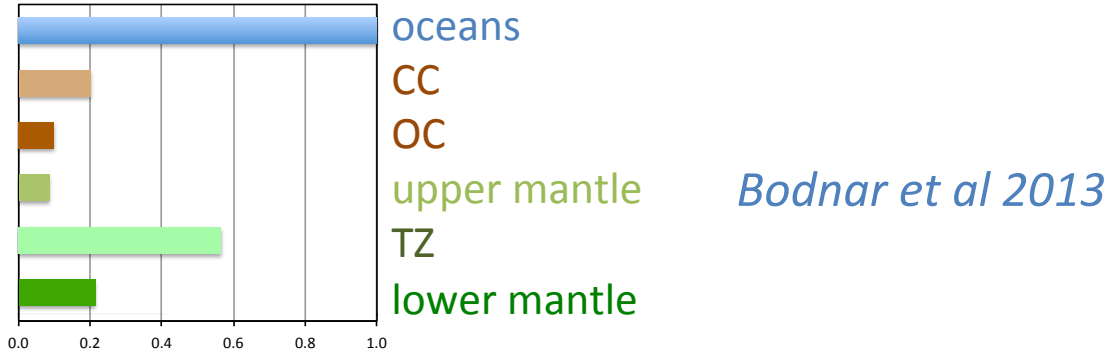 oceans
CC
OC
upper mantle
Bodnar et al 2013
TZ
lower mantle
0.0 0.2 0.4 0.6 0.8 1.0